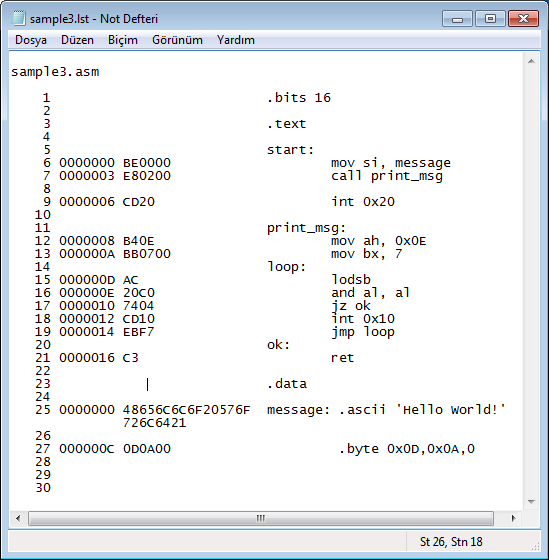 sample3.lst - Not Defteri
Dosya Düzen Biçim Görünüm Yardım
sample3.asm
1 .bits 16
2
3 .text
4
5 start:
6 0000000 BE0000 mov si, message
7 0000003 E80200 call print_msg
8
9 0000006 CD20 int 0x20
10
11 print_msg:
12 0000008 B40E mov ah, 0x0E
13 000000A BB0700 mov bx, 7
14 loop:
15 000000D AC lodsb
16 000000E 20C0 and al, al
17 0000010 7404 jz ok
18 0000012 CD10 int 0x10
19 0000014 EBF7 jmp loop
20 ok:
21 0000016 C3 ret
22
23 .data
24
25 0000000 48656C6C6F20576F message: .ascii 'Hello World!'
726C6421
26
27 000000C 0D0A00 .byte 0x0D,0x0A,0
28
29
30
St 26, Stn 18